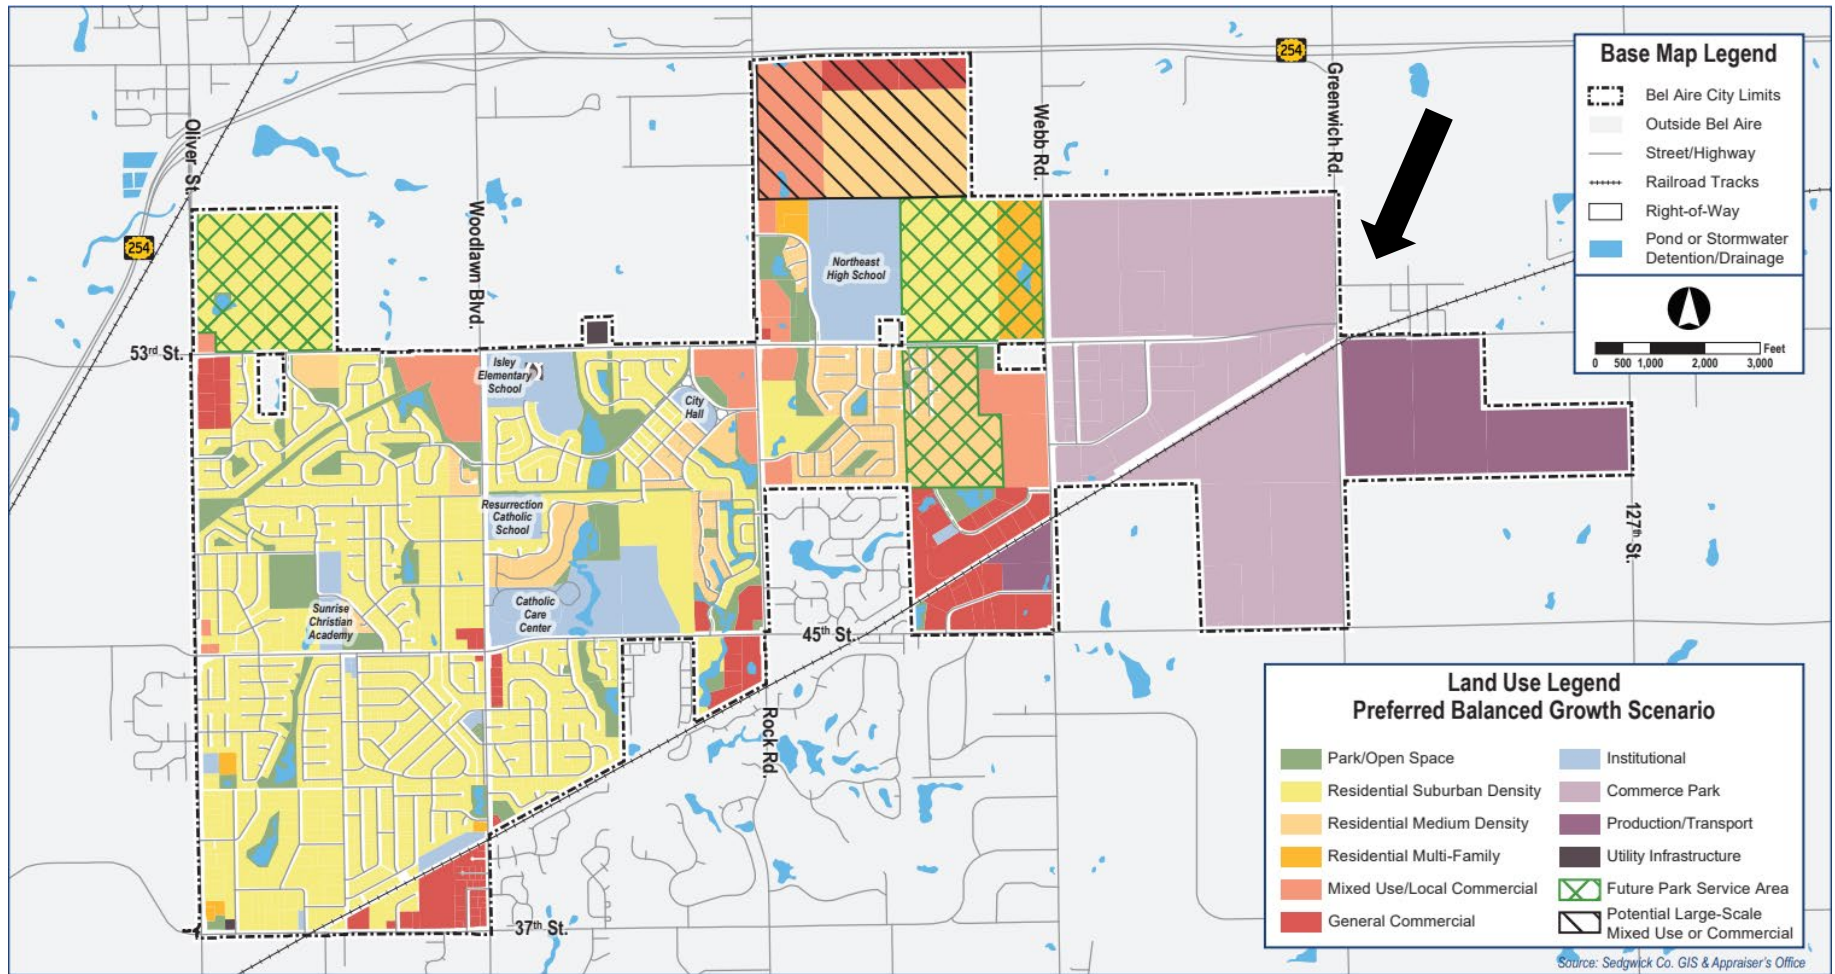 254
254
Oliver St.
Woodlawn Blvd.
Rock Rd.
Webb Rd.
Greenwich Rd.
127th St.
53rd St.
45th St.
37th St.
Northeast
High School
Isley
Elementary
School
City
Hall
Resurrection
Catholic
School
Sunrise
Christian
Academy
Catholic
Care
Center
Base Map Legend
Bel Aire City Limits
Outside Bel Aire
Street/Highway
Railroad Tracks
Right-of-Way
Pond or Stormwater
Detention/Drainage
0 500 1,000 2,000 3,000 Feet
Land Use Legend
Preferred Balanced Growth Scenario
Park/Open Space
Residential Suburban Density
Residential Medium Density
Residential Multi-Family
Mixed Use/Local Commercial
General Commercial
Institutional
Commerce Park
Production/Transport
Utility Infrastructure
Future Park Service Area
Potential Large-Scale
Mixed Use or Commercial
Source: Sedgwick Co. GIS & Appraiser's Office